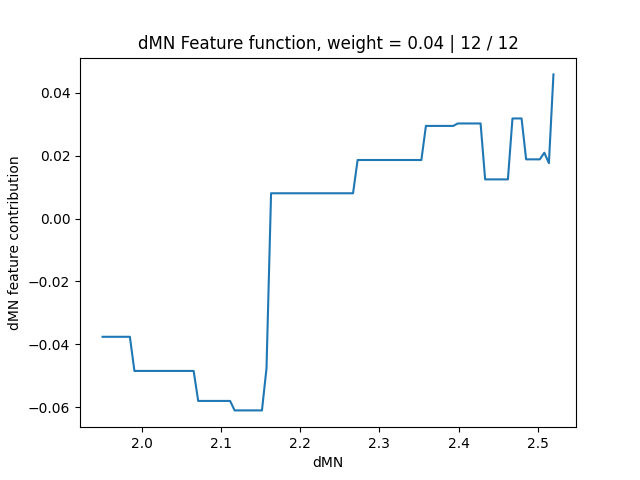 dMN Feature function, weight = 0.04 | 12 / 12
0.04
0.02
0.00
−0.02
−0.04
−0.06
dMN feature contribution
2.0 2.1 2.2 2.3 2.4 2.5
dMN